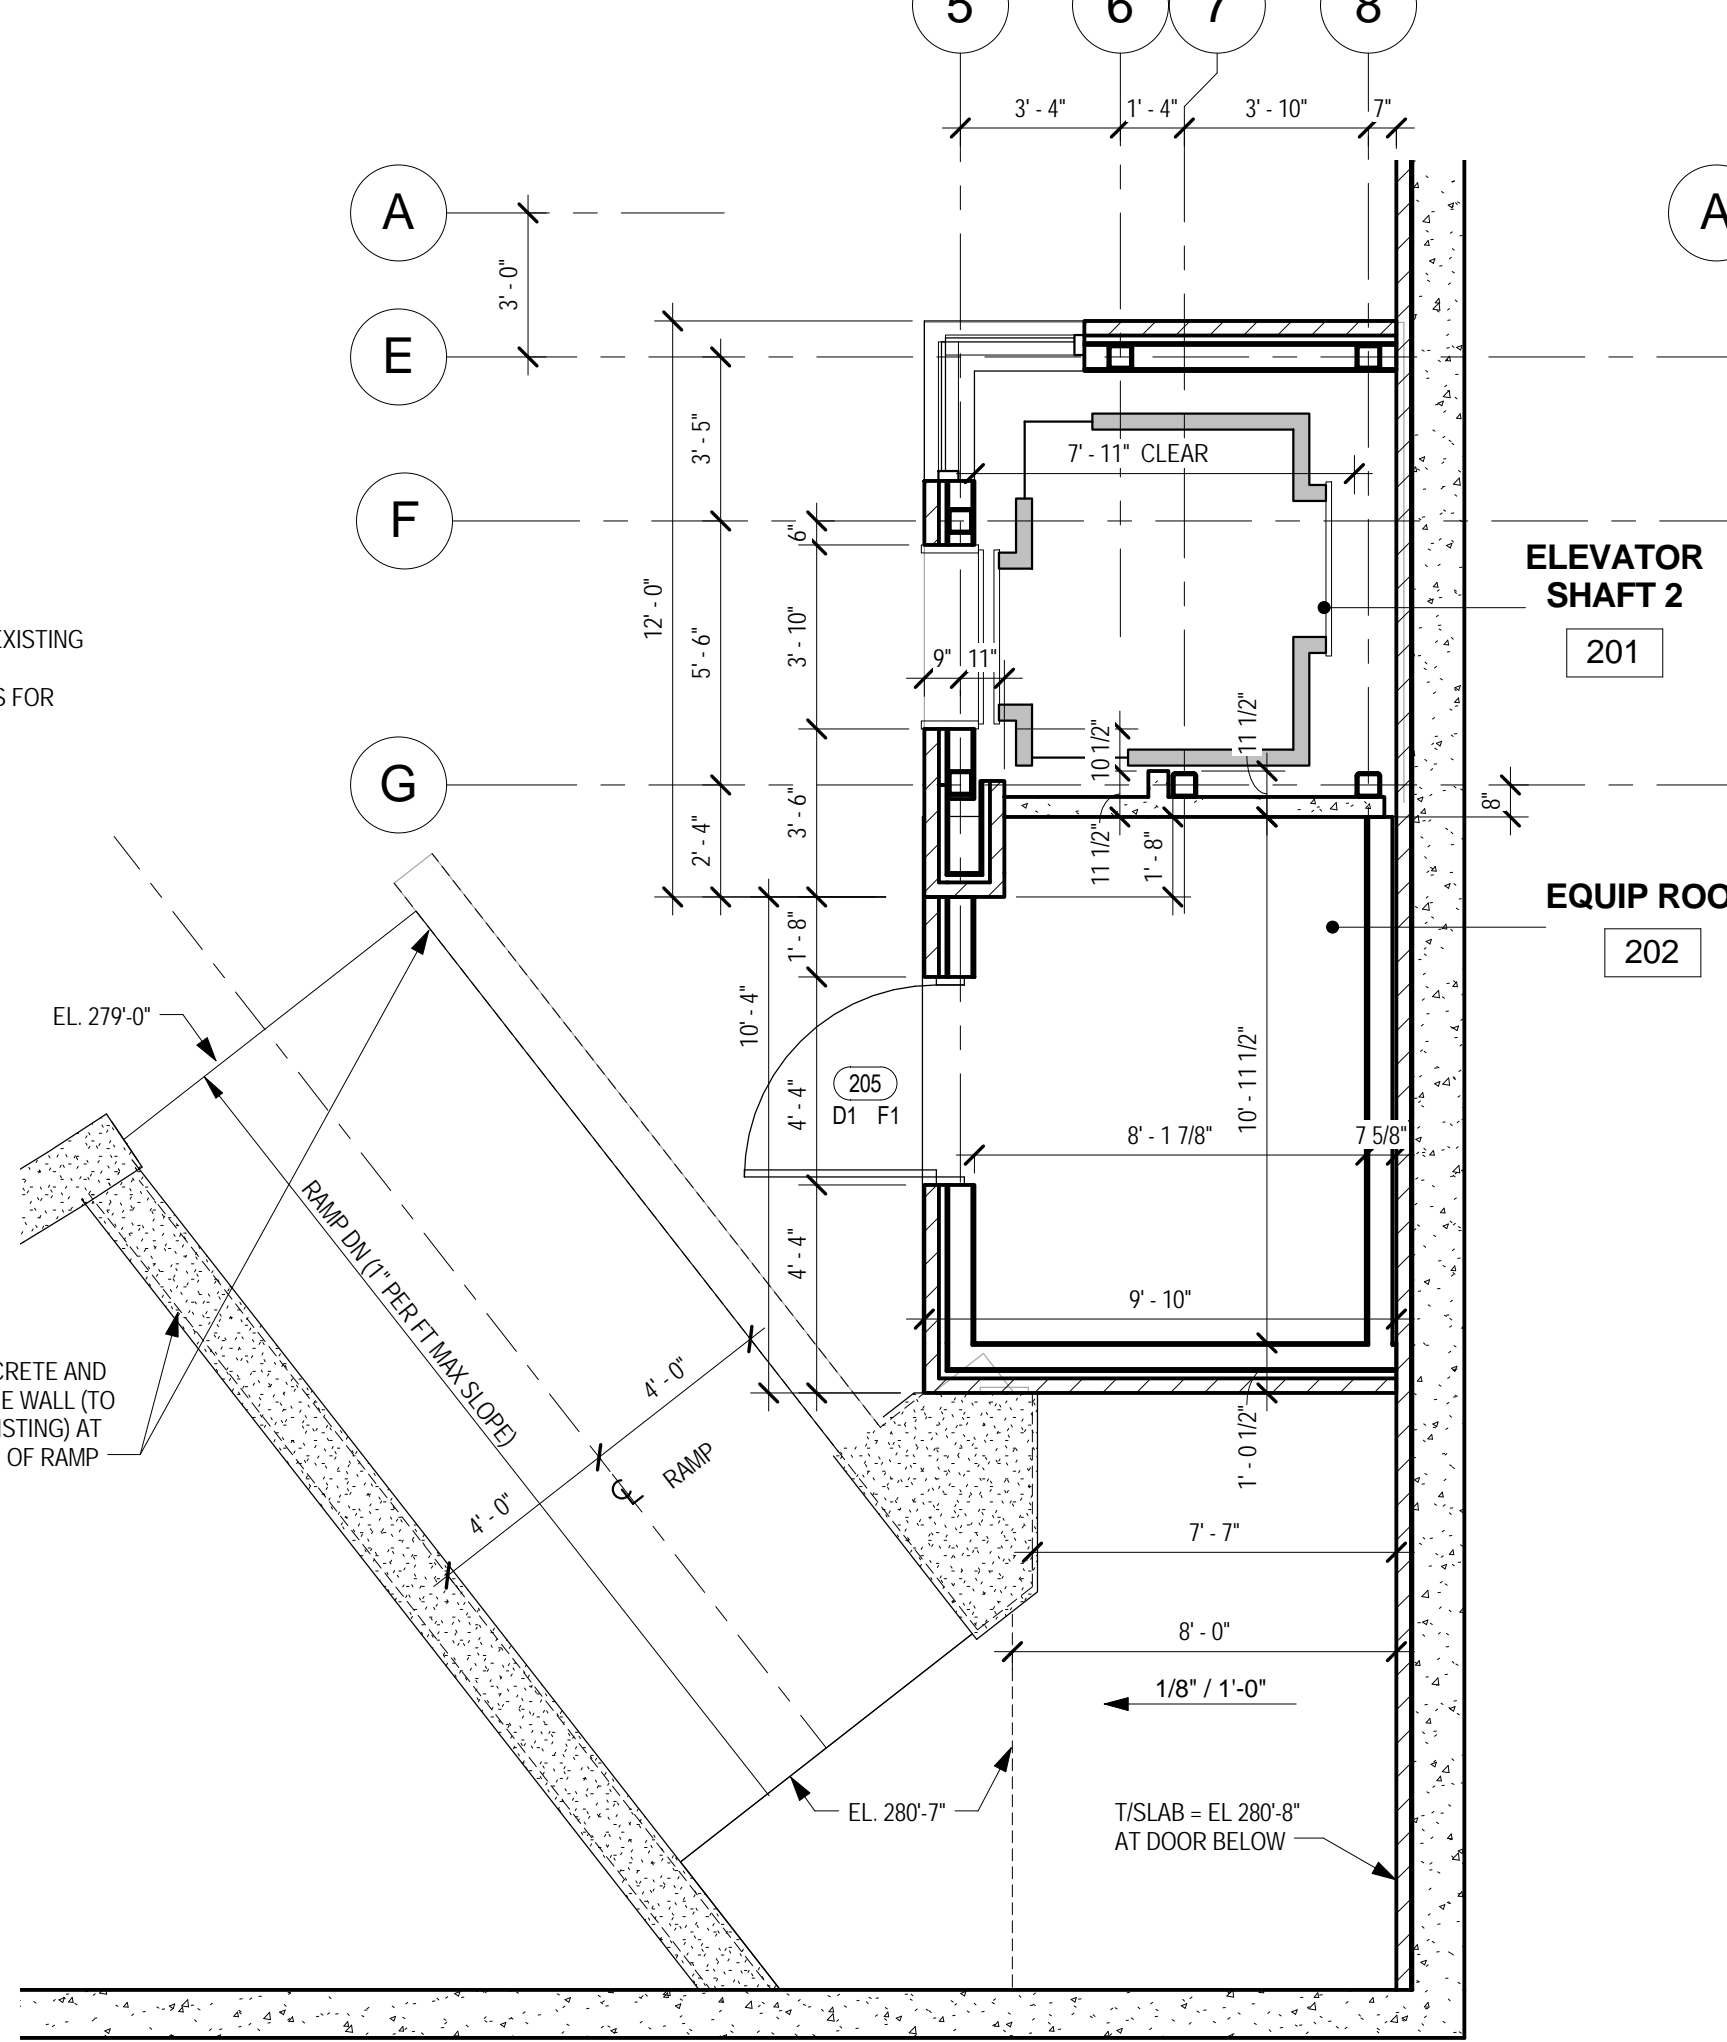 5 6 7 8
3' - 4" 1' - 4" 3' - 10" 7"
A
A
3' - 0"
E
3' - 5"
7' - 11" CLEAR
F
6"
ELEVATOR
SHAFT 2
201
12' - 0"
5' - 6"
3' - 10"
9" 11"
EXISTING
S FOR
10 1/2"
11 1/2"
G
8"
2' - 4"
3' - 6"
11 1/2"
1' - 8"
EQUIP ROO
202
1' - 8"
10' - 4"
EL. 279'-0"
4' - 4"
205
D1 F1
10' - 11 1/2"
8' - 1 7/8"
7 5/8"
RAMP DN (1" PER FT MAX SLOPE)
4' - 4"
9' - 10"
CRETE AND
E WALL (TO
ISTING) AT
OF RAMP
4' - 0"
4' - 0"
RAMP
1' - 0 1/2"
7' - 7"
8' - 0"
1/8" / 1'-0"
EL. 280'-7"
T/SLAB = EL 280'-8"
AT DOOR BELOW